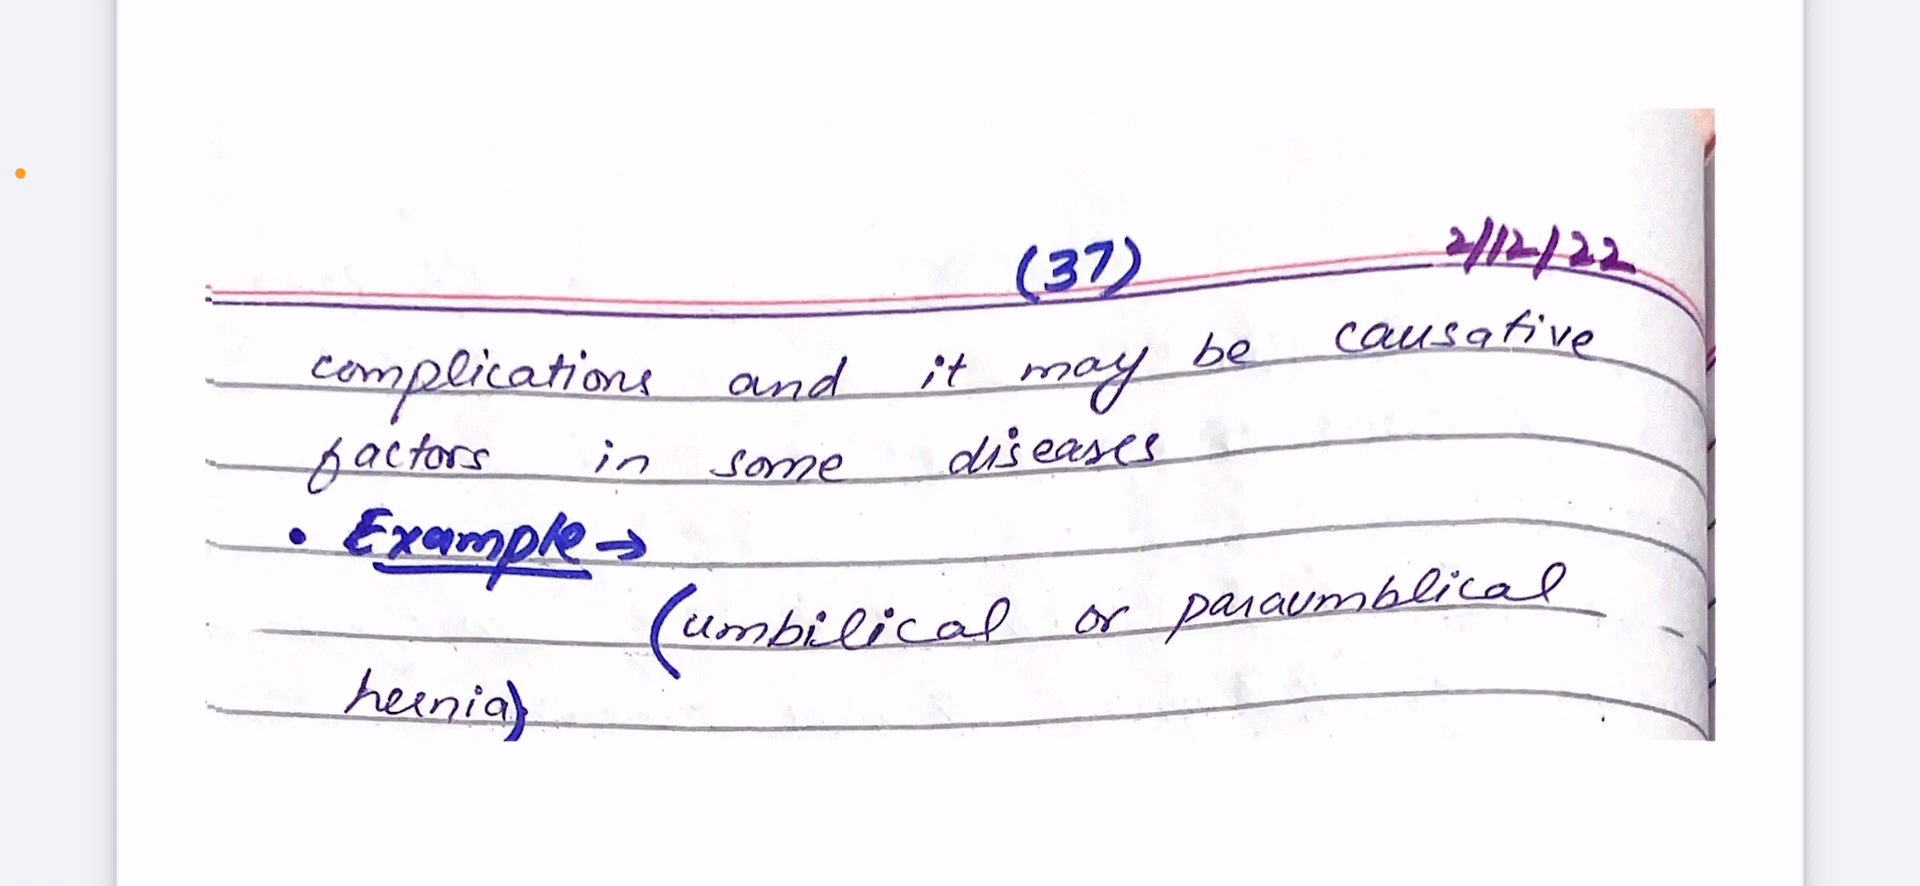 (37) 2/12/22
complications and it may be causative
factors in some diseases
• Example →
(umbilical or paraumblical
hernia)